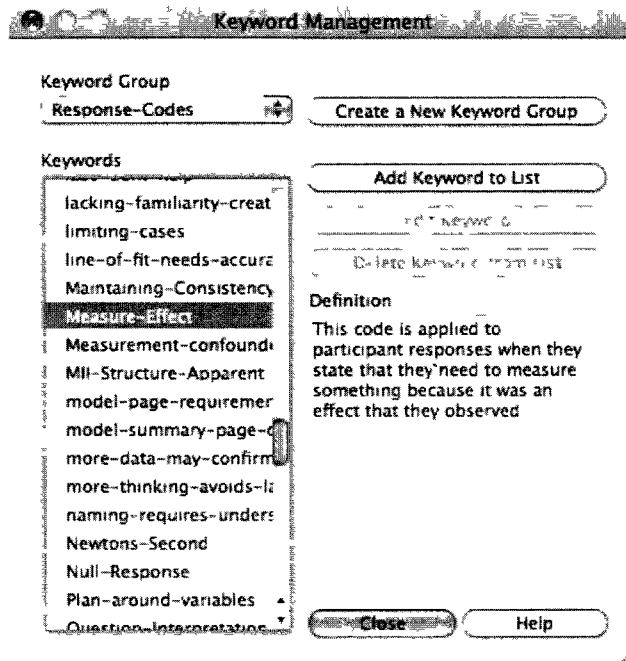 Keyword Management
Keyword Group
Response-Codes
Create a New Keyword Group
Keywords
Add Keyword to List
lacking-familiarity-creat
limiting-cases
line-of-fit-needs-accura
Maintaining-Consistency
Measure-Effect
Measurement-confound
MII-Structure-Apparent
model-page-requiremer
model-summary-page-
more-data-may-confirm
more-thinking-avoids-la
naming-requires-unders
Newtons-Second
Null-Response
Plan-around-variables
Question-Interpretation
Definition
This code is applied to
participant responses when they
state that they need to measure
something because it was an
effect that they observed
Close
Help